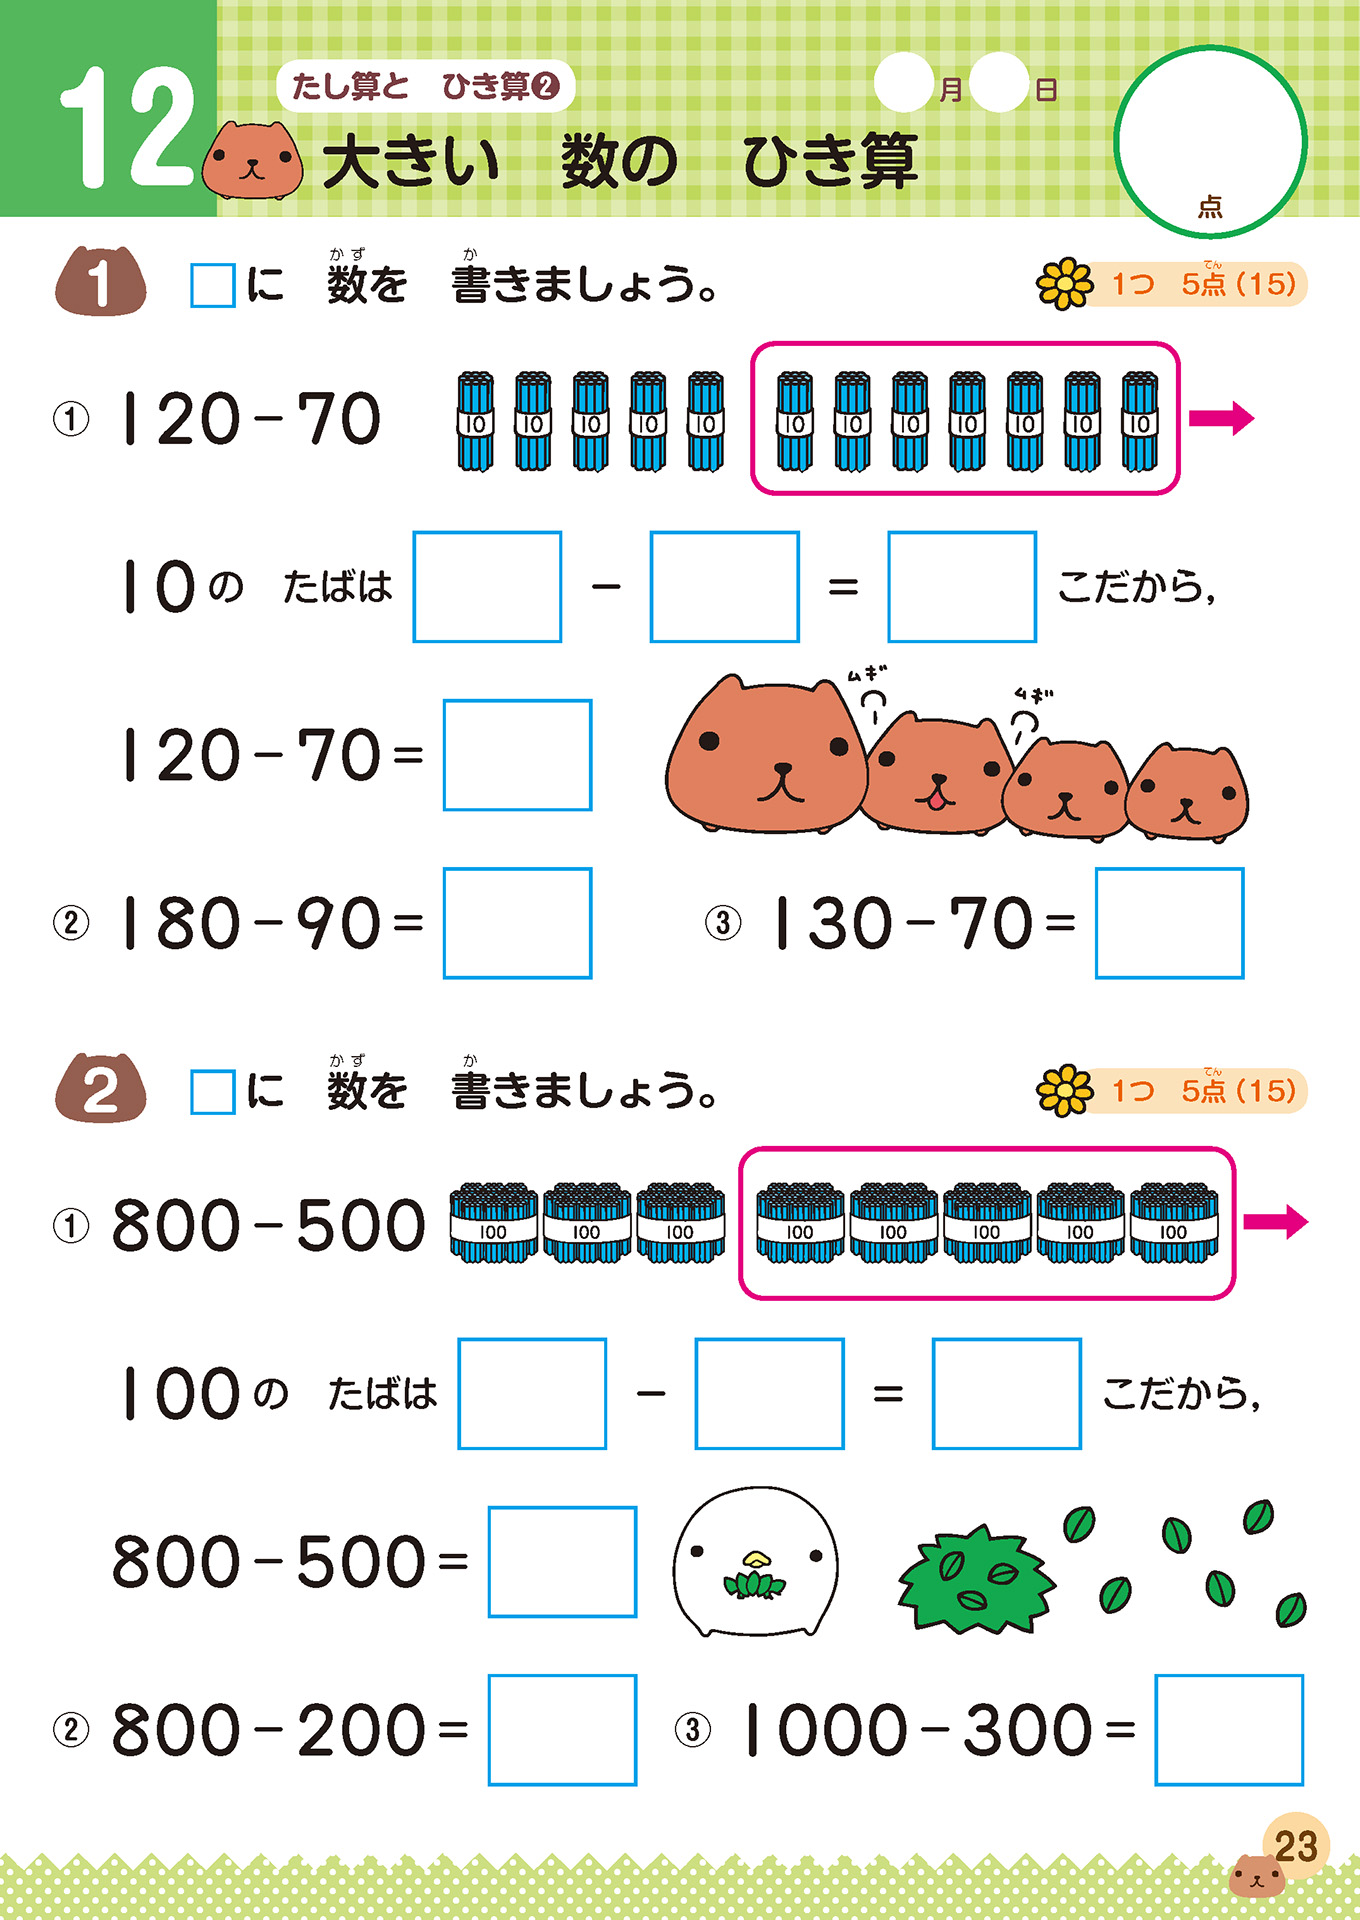 12
たし算と ひき算❷
月 日
大きい 数の ひき算
点
1 □に 数を 書きましょう。
かず か
1つ 5点(15)
てん
① 120-70
10 10 10 10 10 10 10 10 10 10 10 10
10の たばは □ - □ = □ こだから,
ムギ
ムギ
120-70=□
② 180-90=□
③ 130-70=□
2 □に 数を 書きましょう。
かず か
1つ 5点(15)
てん
① 800-500
100 100 100 100 100 100 100 100
100の たばは □ - □ = □ こだから,
800-500=□
② 800-200=□
③ 1000-300=□
23